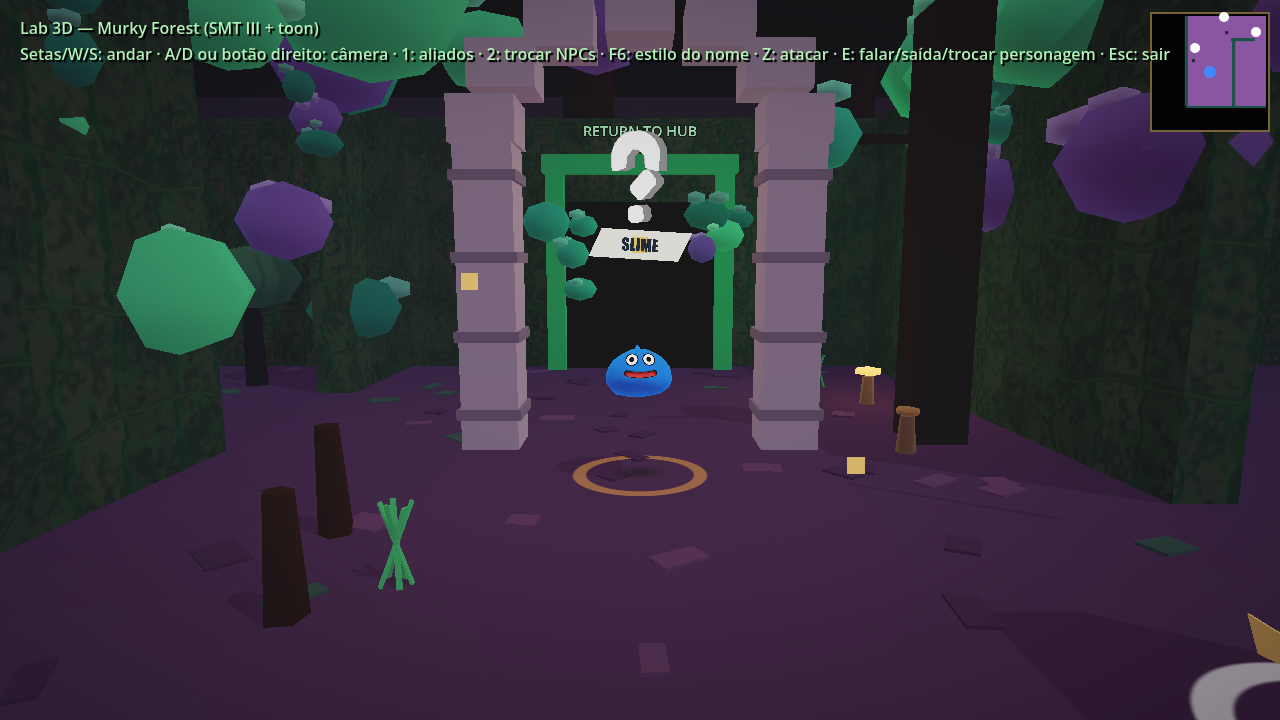 Lab 3D — Murky Forest (SMT III + toon)
Setas/W/S: andar · A/D ou botão direito: câmera · 1: aliados · 2: trocar NPCs · F6: estilo do nome · Z: atacar · E: falar/saída/trocar personagem · Esc: sair
RETURN TO HUB
?
SLIME